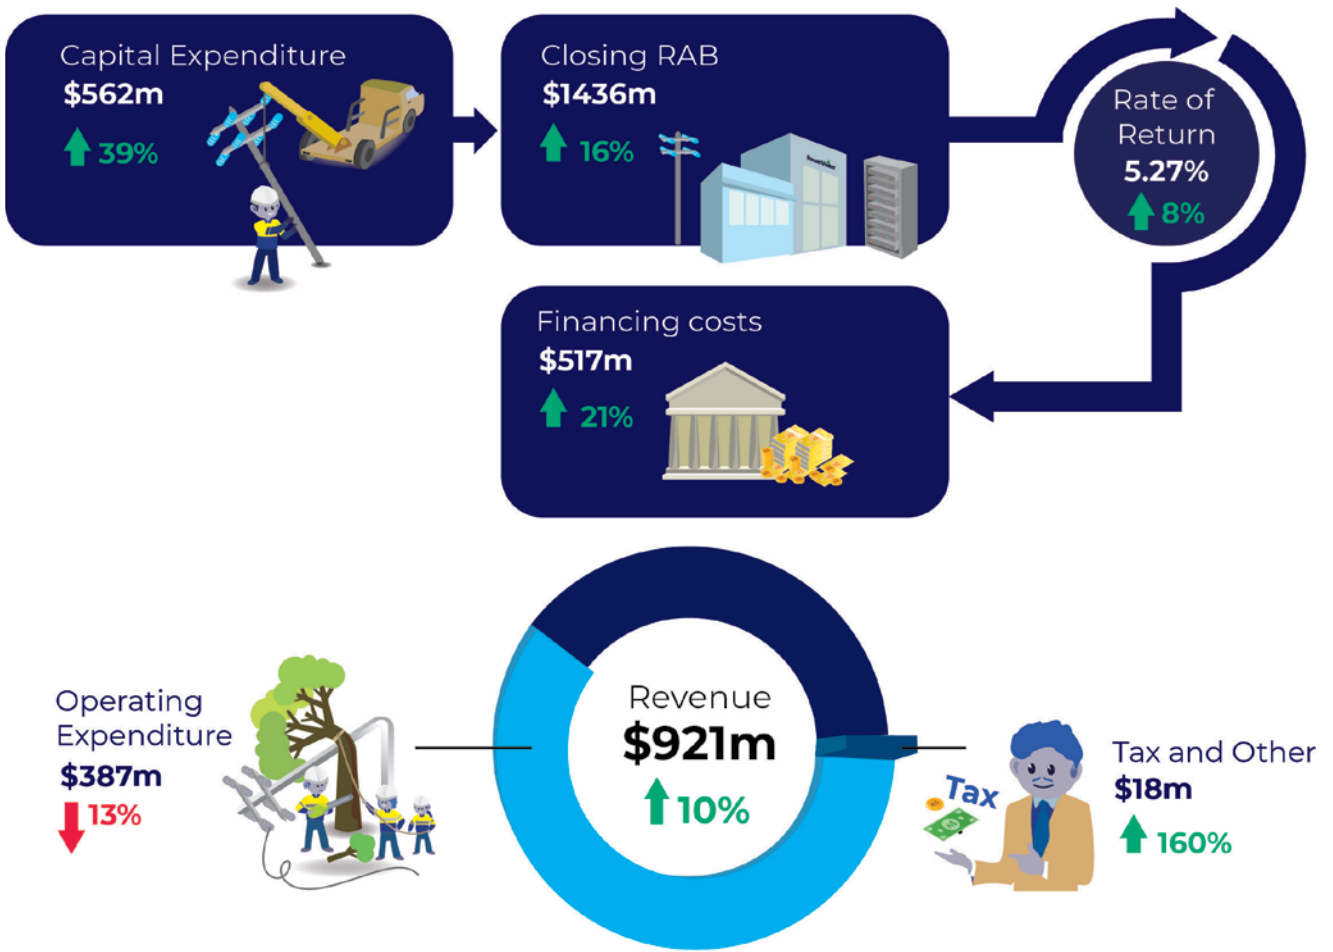 Capital Expenditure
$562m
39%
Closing RAB
$1436m
16%
Rate of
Return
5.27%
8%
Financing costs
$517m
21%
Operating
Expenditure
$387m
13%
Revenue
$921m
10%
Tax
Tax and Other
$18m
160%